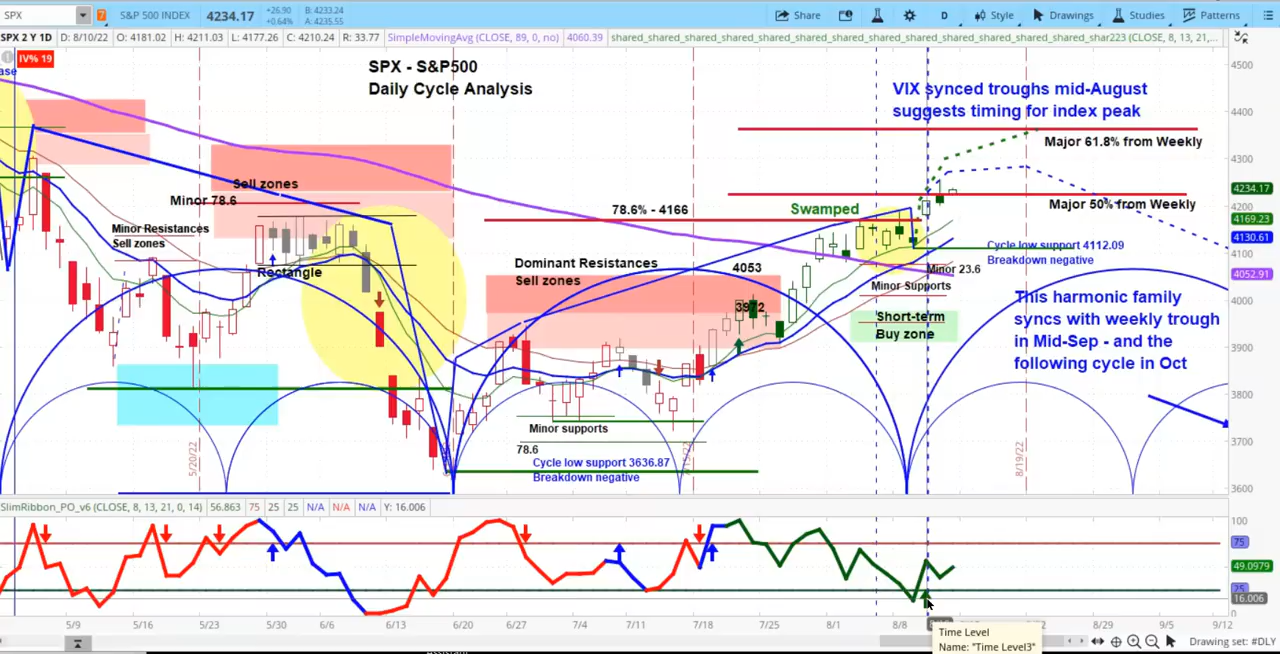 SPX
7
S&P 500 INDEX
4234.17
+26.90
+0.64%
B: 4233.24
A: 4235.55
Share
D
Style
Drawings
Studies
Patterns
SPX 2 Y 1D
D: 8/10/22
O: 4181.02
H: 4211.03
L: 4177.26
C: 4210.24
R: 33.77
SimpleMovingAvg (CLOSE, 89, 0, no)
4060.39
shared_shared_shared_shared_shared_shared_shared_shared_shared_shared_shared_shared_shar223 (CLOSE, 8, 13, 21,...
IV% 19
ase
SPX - S&P500
Daily Cycle Analysis
VIX synced troughs mid-August
suggests timing for index peak
Major 61.8% from Weekly
Sell zones
Minor 78.6
Minor Resistances
Sell zones
Rectangle
78.6% - 4166
Swamped
Major 50% from Weekly
Cycle low support 4112.09
Breakdown negative
Dominant Resistances
Sell zones
4053
3972
Minor 23.6
Minor Supports
Short-term
Buy zone
This harmonic family
syncs with weekly trough
in Mid-Sep - and the
following cycle in Oct
Minor supports
78.6
Cycle low support 3636.87
Breakdown negative
5/20/22
8/19/22
4500
4400
4300
4234.17
4200
4169.23
4130.61
4052.91
4000
3900
3800
3700
3600
SlimRibbon_PO_v6 (CLOSE, 8, 13, 21, 0, 14)
56.863
75
25
25
N/A
N/A
N/A
Y: 16.006
100
75
49.0979
25
16.006
0
5/9
5/16
5/23
6/6
6/13
6/20
6/27
7/4
7/11
7/18
7/25
8/1
8/8
8/29
9/5
9/12
Time Level
Name: "Time Level3"
Drawing set: #DLY